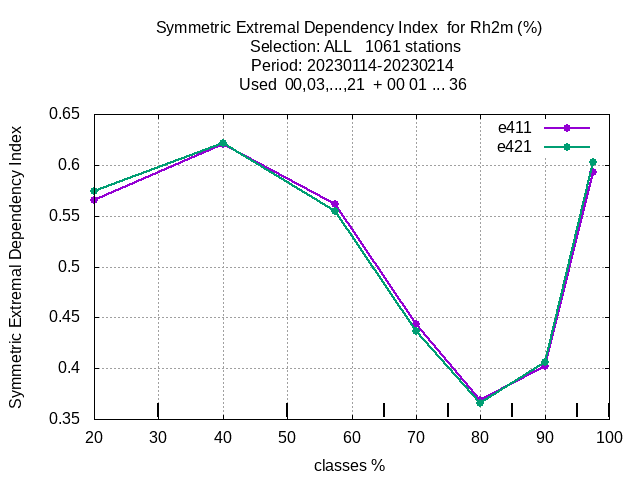 Symmetric Extremal Dependency Index  for Rh2m (%)
Selection: ALL   1061 stations
Period: 20230114-20230214
Used  00,03,...,21  + 00 01 ... 36
e411
e421
Symmetric Extremal Dependency Index
0.65
0.6
0.55
0.5
0.45
0.4
0.35
20 30 40 50 60 70 80 90 100
classes %